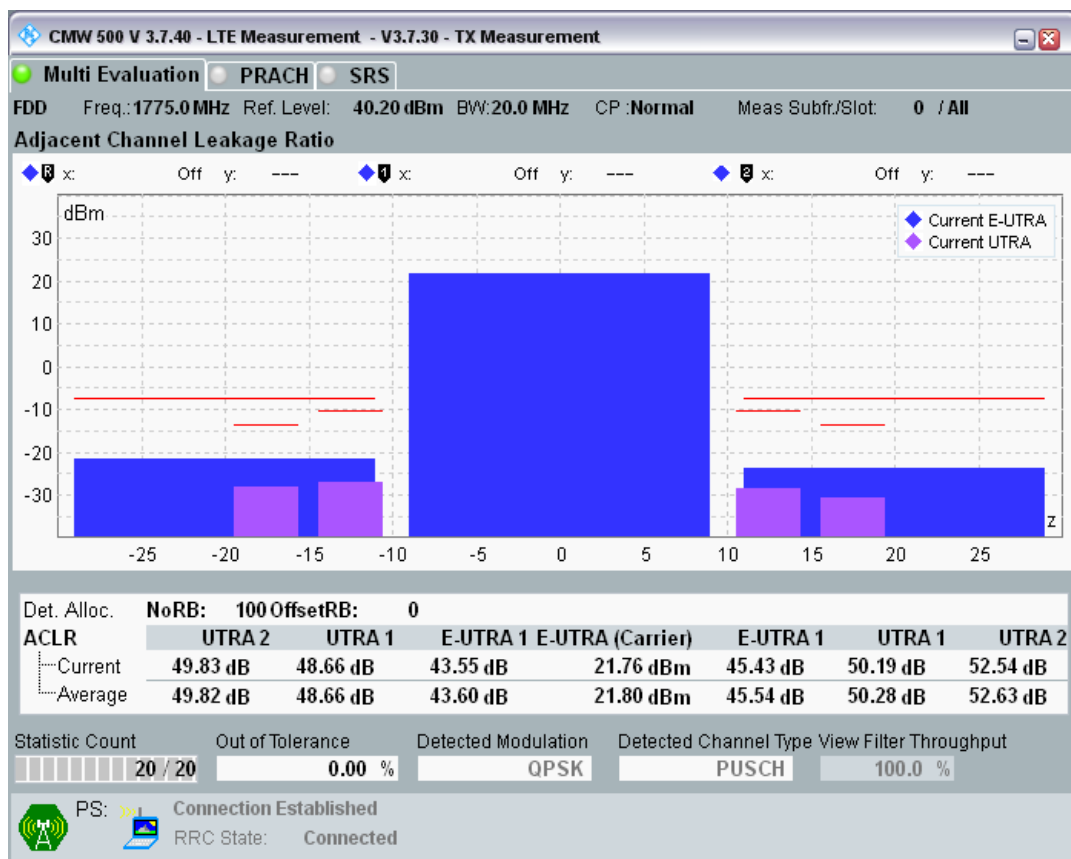 CMW 500 V 3.7.40 - LTE Measurement - V3.7.30 - TX Measurement
Multi Evaluation PRACH SRS
FDD Freq.:1775.0 MHz Ref. Level: 40.20 dBm BW:20.0 MHz CP :Normal Meas Subfr./Slot: 0 / All
Adjacent Channel Leakage Ratio
R x: Off y: --- 1 x: Off y: --- 2 x: Off y: ---
dBm
Current E-UTRA
Current UTRA
30
20
10
0
-10
-20
-30
z
-25 -20 -15 -10 -5 0 5 10 15 20 25
Det. Alloc. NoRB: 100 OffsetRB: 0
ACLR UTRA 2 UTRA 1 E-UTRA 1 E-UTRA (Carrier) E-UTRA 1 UTRA 1 UTRA 2
Current 49.83 dB 48.66 dB 43.55 dB 21.76 dBm 45.43 dB 50.19 dB 52.54 dB
Average 49.82 dB 48.66 dB 43.60 dB 21.80 dBm 45.54 dB 50.28 dB 52.63 dB
Statistic Count Out of Tolerance Detected Modulation Detected Channel Type View Filter Throughput
20 / 20 0.00 % QPSK PUSCH 100.0 %
PS: Connection Established
RRC State: Connected